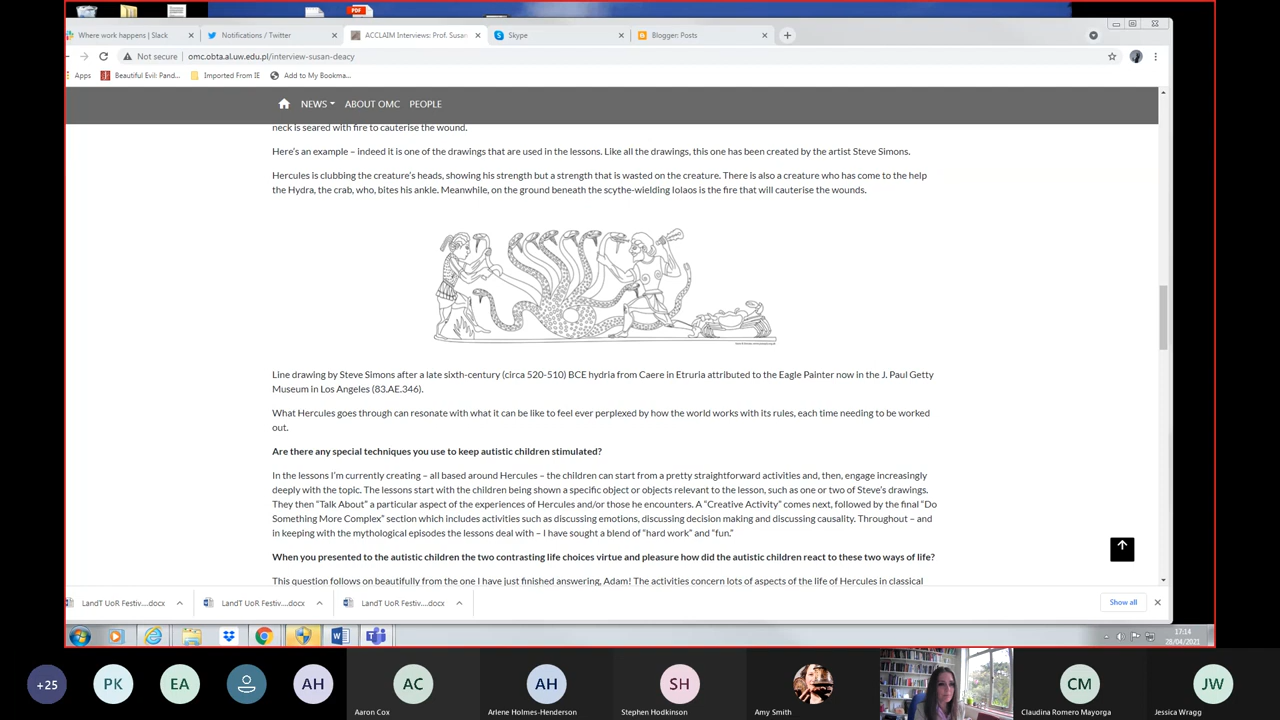 PDF
Where work happens | Slack
Notifications / Twitter
ACCLAIM Interviews: Prof. Susan
Skype
Blogger: Posts
Not secure
omc.obta.al.uw.edu.pl/interview-susan-deacy
Apps
Beautiful Evil: Pand...
Imported From IE
Add to My Bookma...
NEWS
ABOUT OMC
PEOPLE
neck is seared with fire to cauterise the wound.
Here's an example – indeed it is one of the drawings that are used in the lessons. Like all the drawings, this one has been created by the artist Steve Simons.
Hercules is clubbing the creature's heads, showing his strength but a strength that is wasted on the creature. There is also a creature who has come to the help
the Hydra, the crab, who, bites his ankle. Meanwhile, on the ground beneath the scythe-wielding Iolaos is the fire that will cauterise the wounds.
Line drawing by Steve Simons after a late sixth-century (circa 520-510) BCE hydria from Caere in Etruria attributed to the Eagle Painter now in the J. Paul Getty
Museum in Los Angeles (83.AE.346).
What Hercules goes through can resonate with what it can be like to feel ever perplexed by how the world works with its rules, each time needing to be worked
out.
Are there any special techniques you use to keep autistic children stimulated?
In the lessons I'm currently creating – all based around Hercules – the children can start from a pretty straightforward activities and, then, engage increasingly
deeply with the topic. The lessons start with the children being shown a specific object or objects relevant to the lesson, such as one or two of Steve's drawings.
They then “Talk About” a particular aspect of the experiences of Hercules and/or those he encounters. A “Creative Activity” comes next, followed by the final “Do
Something More Complex” section which includes activities such as discussing emotions, discussing decision making and discussing causality. Throughout – and
in keeping with the mythological episodes the lessons deal with – I have sought a blend of “hard work” and “fun.”
When you presented to the autistic children the two contrasting life choices virtue and pleasure how did the autistic children react to these two ways of life?
This question follows on beautifully from the one I have just finished answering, Adam! The activities concern lots of aspects of the life of Hercules in classical
LandT UoR Festiv....docx
LandT UoR Festiv....docx
LandT UoR Festiv....docx
Show all
17:14
28/04/2021
+25
PK
EA
AH
AC
AH
SH
CM
JW
Aaron Cox
Arlene Holmes-Henderson
Stephen Hodkinson
Amy Smith
Claudina Romero Mayorga
Jessica Wragg